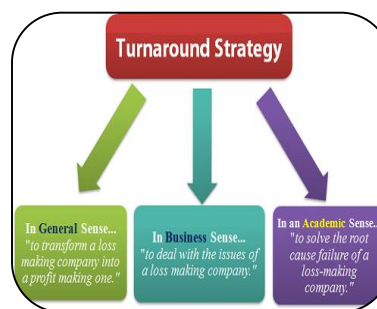 Turnaround Strategy
In General Sense...
"to transform a loss
making company into
a profit making one."
In Business Sense...
"to deal with the issues of
a loss making company."
In an Academic Sense...
"to solve the root
cause failure of a
loss-making
company."